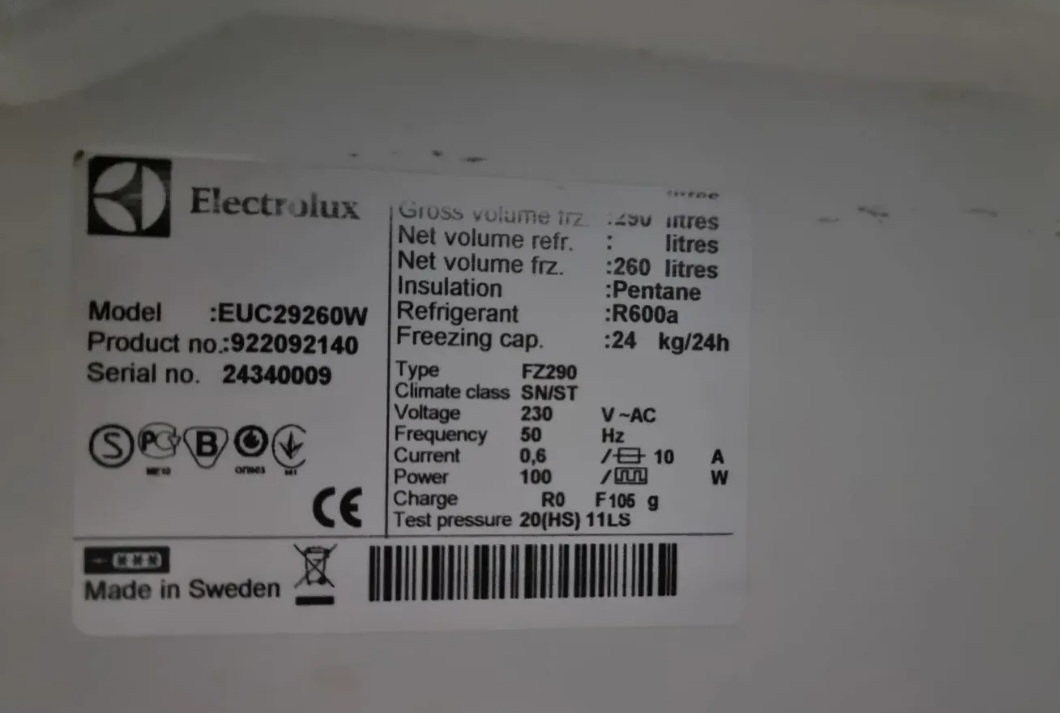 Electrolux
Model :EUC29260W
Product no.:922092140
Serial no. 24340009
Gross volume frz. :290 litres
Net volume refr. : litres
Net volume frz. :260 litres
Insulation :Pentane
Refrigerant :R600a
Freezing cap. :24 kg/24h
Type FZ290
Climate class SN/ST
Voltage 230 V ~AC
Frequency 50 Hz
Current 0,6 / 10 A
Power 100 / W
Charge R0 F 105 g
Test pressure 20(HS) 11LS
S PC B
CE
Made in Sweden